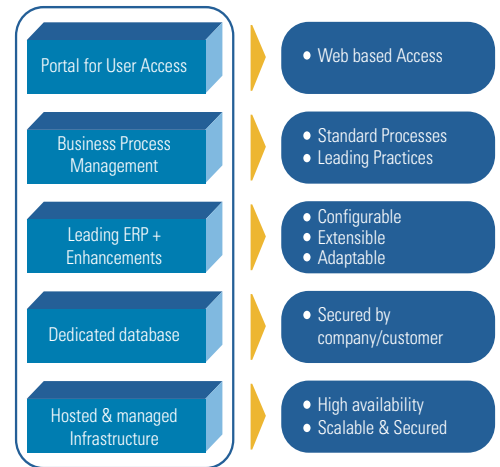 Portal for User Access
• Web based Access
Business Process
Management
• Standard Processes
• Leading Practices
Leading ERP +
Enhancements
• Configurable
• Extensible
• Adaptable
Dedicated database
• Secured by
company/customer
Hosted & managed
Infrastructure
• High availability
• Scalable & Secured